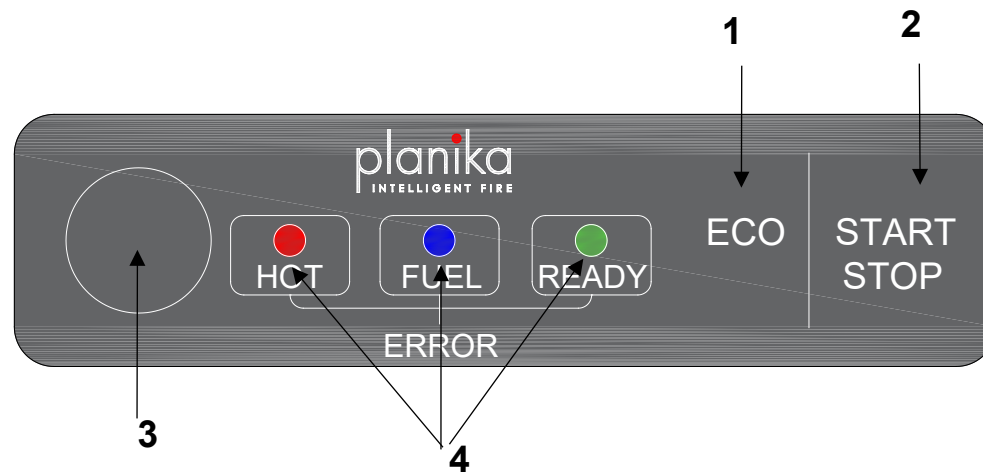 1
2
planika
INTELLIGENT FIRE
ECO
START
STOP
HOT
FUEL
READY
ERROR
3
4